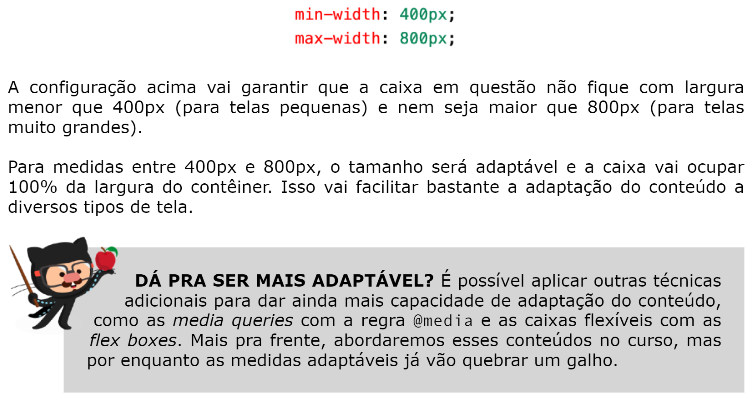 min-width: 400px;
max-width: 800px;
A configuração acima vai garantir que a caixa em questão não fique com largura
menor que 400px (para telas pequenas) e nem seja maior que 800px (para telas
muito grandes).
Para medidas entre 400px e 800px, o tamanho será adaptável e a caixa vai ocupar
100% da largura do contêiner. Isso vai facilitar bastante a adaptação do conteúdo a
diversos tipos de tela.
DÁ PRA SER MAIS ADAPTÁVEL? É possível aplicar outras técnicas
adicionais para dar ainda mais capacidade de adaptação do conteúdo,
como as media queries com a regra @media e as caixas flexíveis com as
flex boxes. Mais pra frente, abordaremos esses conteúdos no curso, mas
por enquanto as medidas adaptáveis já vão quebrar um galho.